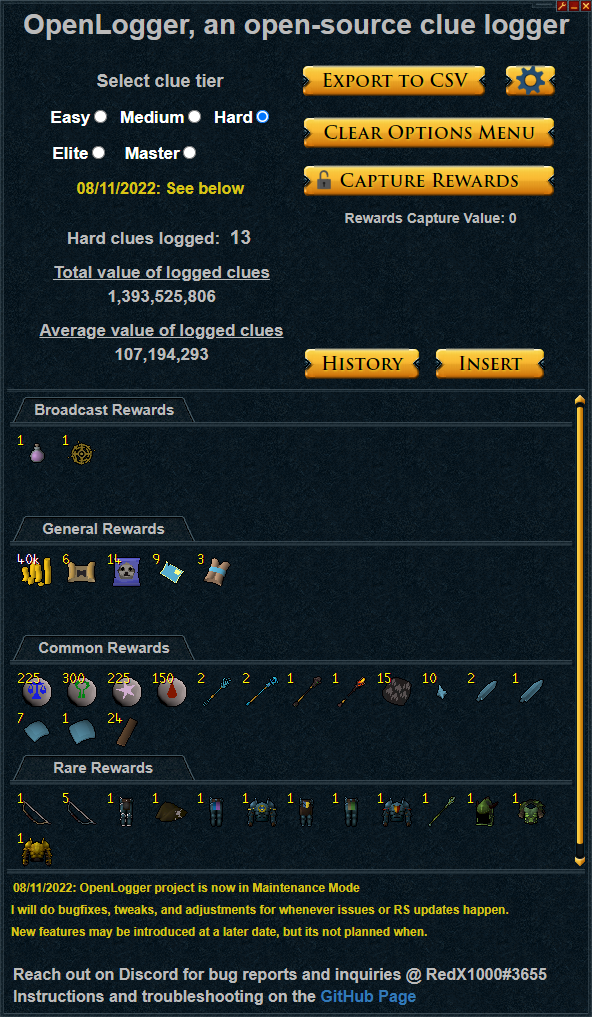 OpenLogger, an open-source clue logger
Select clue tier
Easy Medium Hard
Elite Master
08/11/2022: See below
Hard clues logged: 13
Total value of logged clues
1,393,525,806
Average value of logged clues
107,194,293
EXPORT TO CSV
CLEAR OPTIONS MENU
CAPTURE REWARDS
Rewards Capture Value: 0
HISTORY INSERT
Broadcast Rewards
1 1
General Rewards
40k 6 14 9 3
Common Rewards
225 300 225 150 2 2 1 1 15 10 2 1
7 1 24
Rare Rewards
1 5 1 1 1 1 1 1 1 1 1 1
1
08/11/2022: OpenLogger project is now in Maintenance Mode
I will do bugfixes, tweaks, and adjustments for whenever issues or RS updates happen.
New features may be introduced at a later date, but its not planned when.
Reach out on Discord for bug reports and inquiries @ RedX1000#3655
Instructions and troubleshooting on the GitHub Page